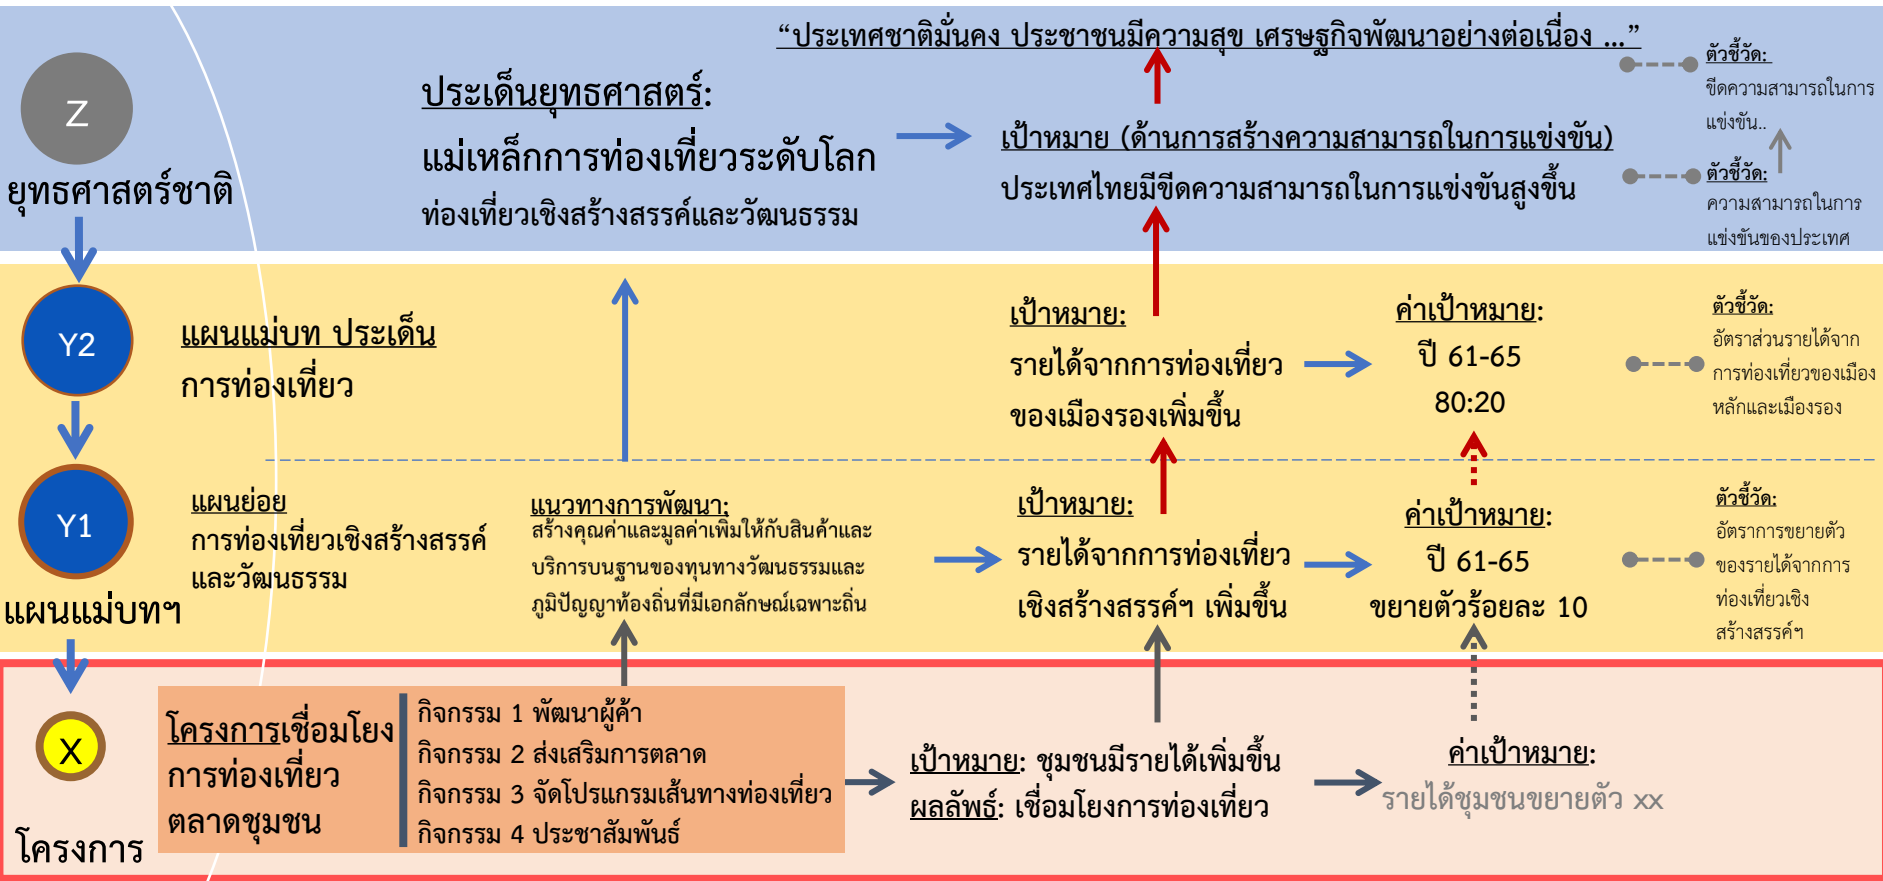 “ประเทศชาติมั่นคง ประชาชนมีความสุข เศรษฐกิจพัฒนาอย่างต่อเนื่อง ...”
Z
ยุทธศาสตร์ชาติ
ประเด็นยุทธศาสตร์:
แม่เหล็กการท่องเที่ยวระดับโลก
ท่องเที่ยวเชิงสร้างสรรค์และวัฒนธรรม
เป้าหมาย (ด้านการสร้างความสามารถในการแข่งขัน)
ประเทศไทยมีขีดความสามารถในการแข่งขันสูงขึ้น
ตัวชี้วัด:
ขีดความสามารถในการ
แข่งขัน..
ตัวชี้วัด:
ความสามารถในการ
แข่งขันของประเทศ
Y2
แผนแม่บท ประเด็น
การท่องเที่ยว
เป้าหมาย:
รายได้จากการท่องเที่ยว
ของเมืองรองเพิ่มขึ้น
ค่าเป้าหมาย:
ปี 61-65
80:20
ตัวชี้วัด:
อัตราส่วนรายได้จาก
การท่องเที่ยวของเมือง
หลักและเมืองรอง
Y1
แผนแม่บทฯ
แผนย่อย
การท่องเที่ยวเชิงสร้างสรรค์
และวัฒนธรรม
แนวทางการพัฒนา:
สร้างคุณค่าและมูลค่าเพิ่มให้กับสินค้าและ
บริการบนฐานของทุนทางวัฒนธรรมและ
ภูมิปัญญาท้องถิ่นที่มีเอกลักษณ์เฉพาะถิ่น
เป้าหมาย:
รายได้จากการท่องเที่ยว
เชิงสร้างสรรค์ฯ เพิ่มขึ้น
ค่าเป้าหมาย:
ปี 61-65
ขยายตัวร้อยละ 10
ตัวชี้วัด:
อัตราการขยายตัว
ของรายได้จากการ
ท่องเที่ยวเชิง
สร้างสรรค์ฯ
X
โครงการ
โครงการเชื่อมโยง
การท่องเที่ยว
ตลาดชุมชน
กิจกรรม 1 พัฒนาผู้ค้า
กิจกรรม 2 ส่งเสริมการตลาด
กิจกรรม 3 จัดโปรแกรมเส้นทางท่องเที่ยว
กิจกรรม 4 ประชาสัมพันธ์
เป้าหมาย: ชุมชนมีรายได้เพิ่มขึ้น
ผลลัพธ์: เชื่อมโยงการท่องเที่ยว
ค่าเป้าหมาย:
รายได้ชุมชนขยายตัว xx